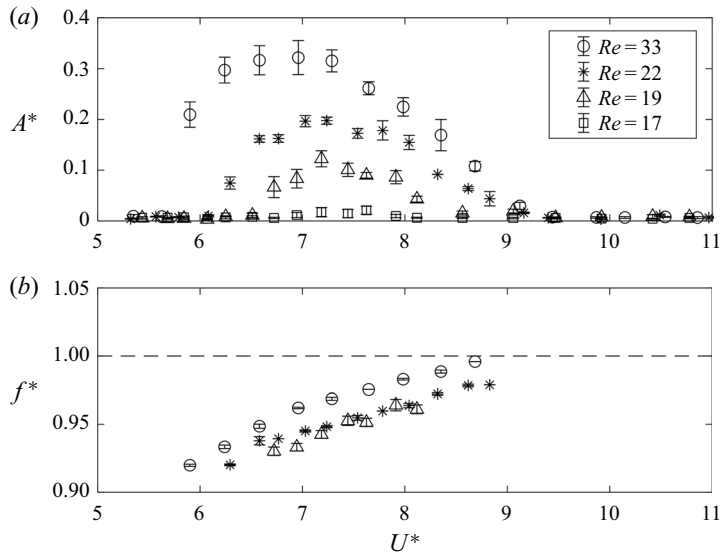 (a)
0.4
0.3
A*
0.2
0.1
0
Re = 33
Re = 22
Re = 19
Re = 17
5 6 7 8 9 10 11
(b)
1.05
1.00
f*
0.95
0.90
5 6 7 8 9 10 11
U*